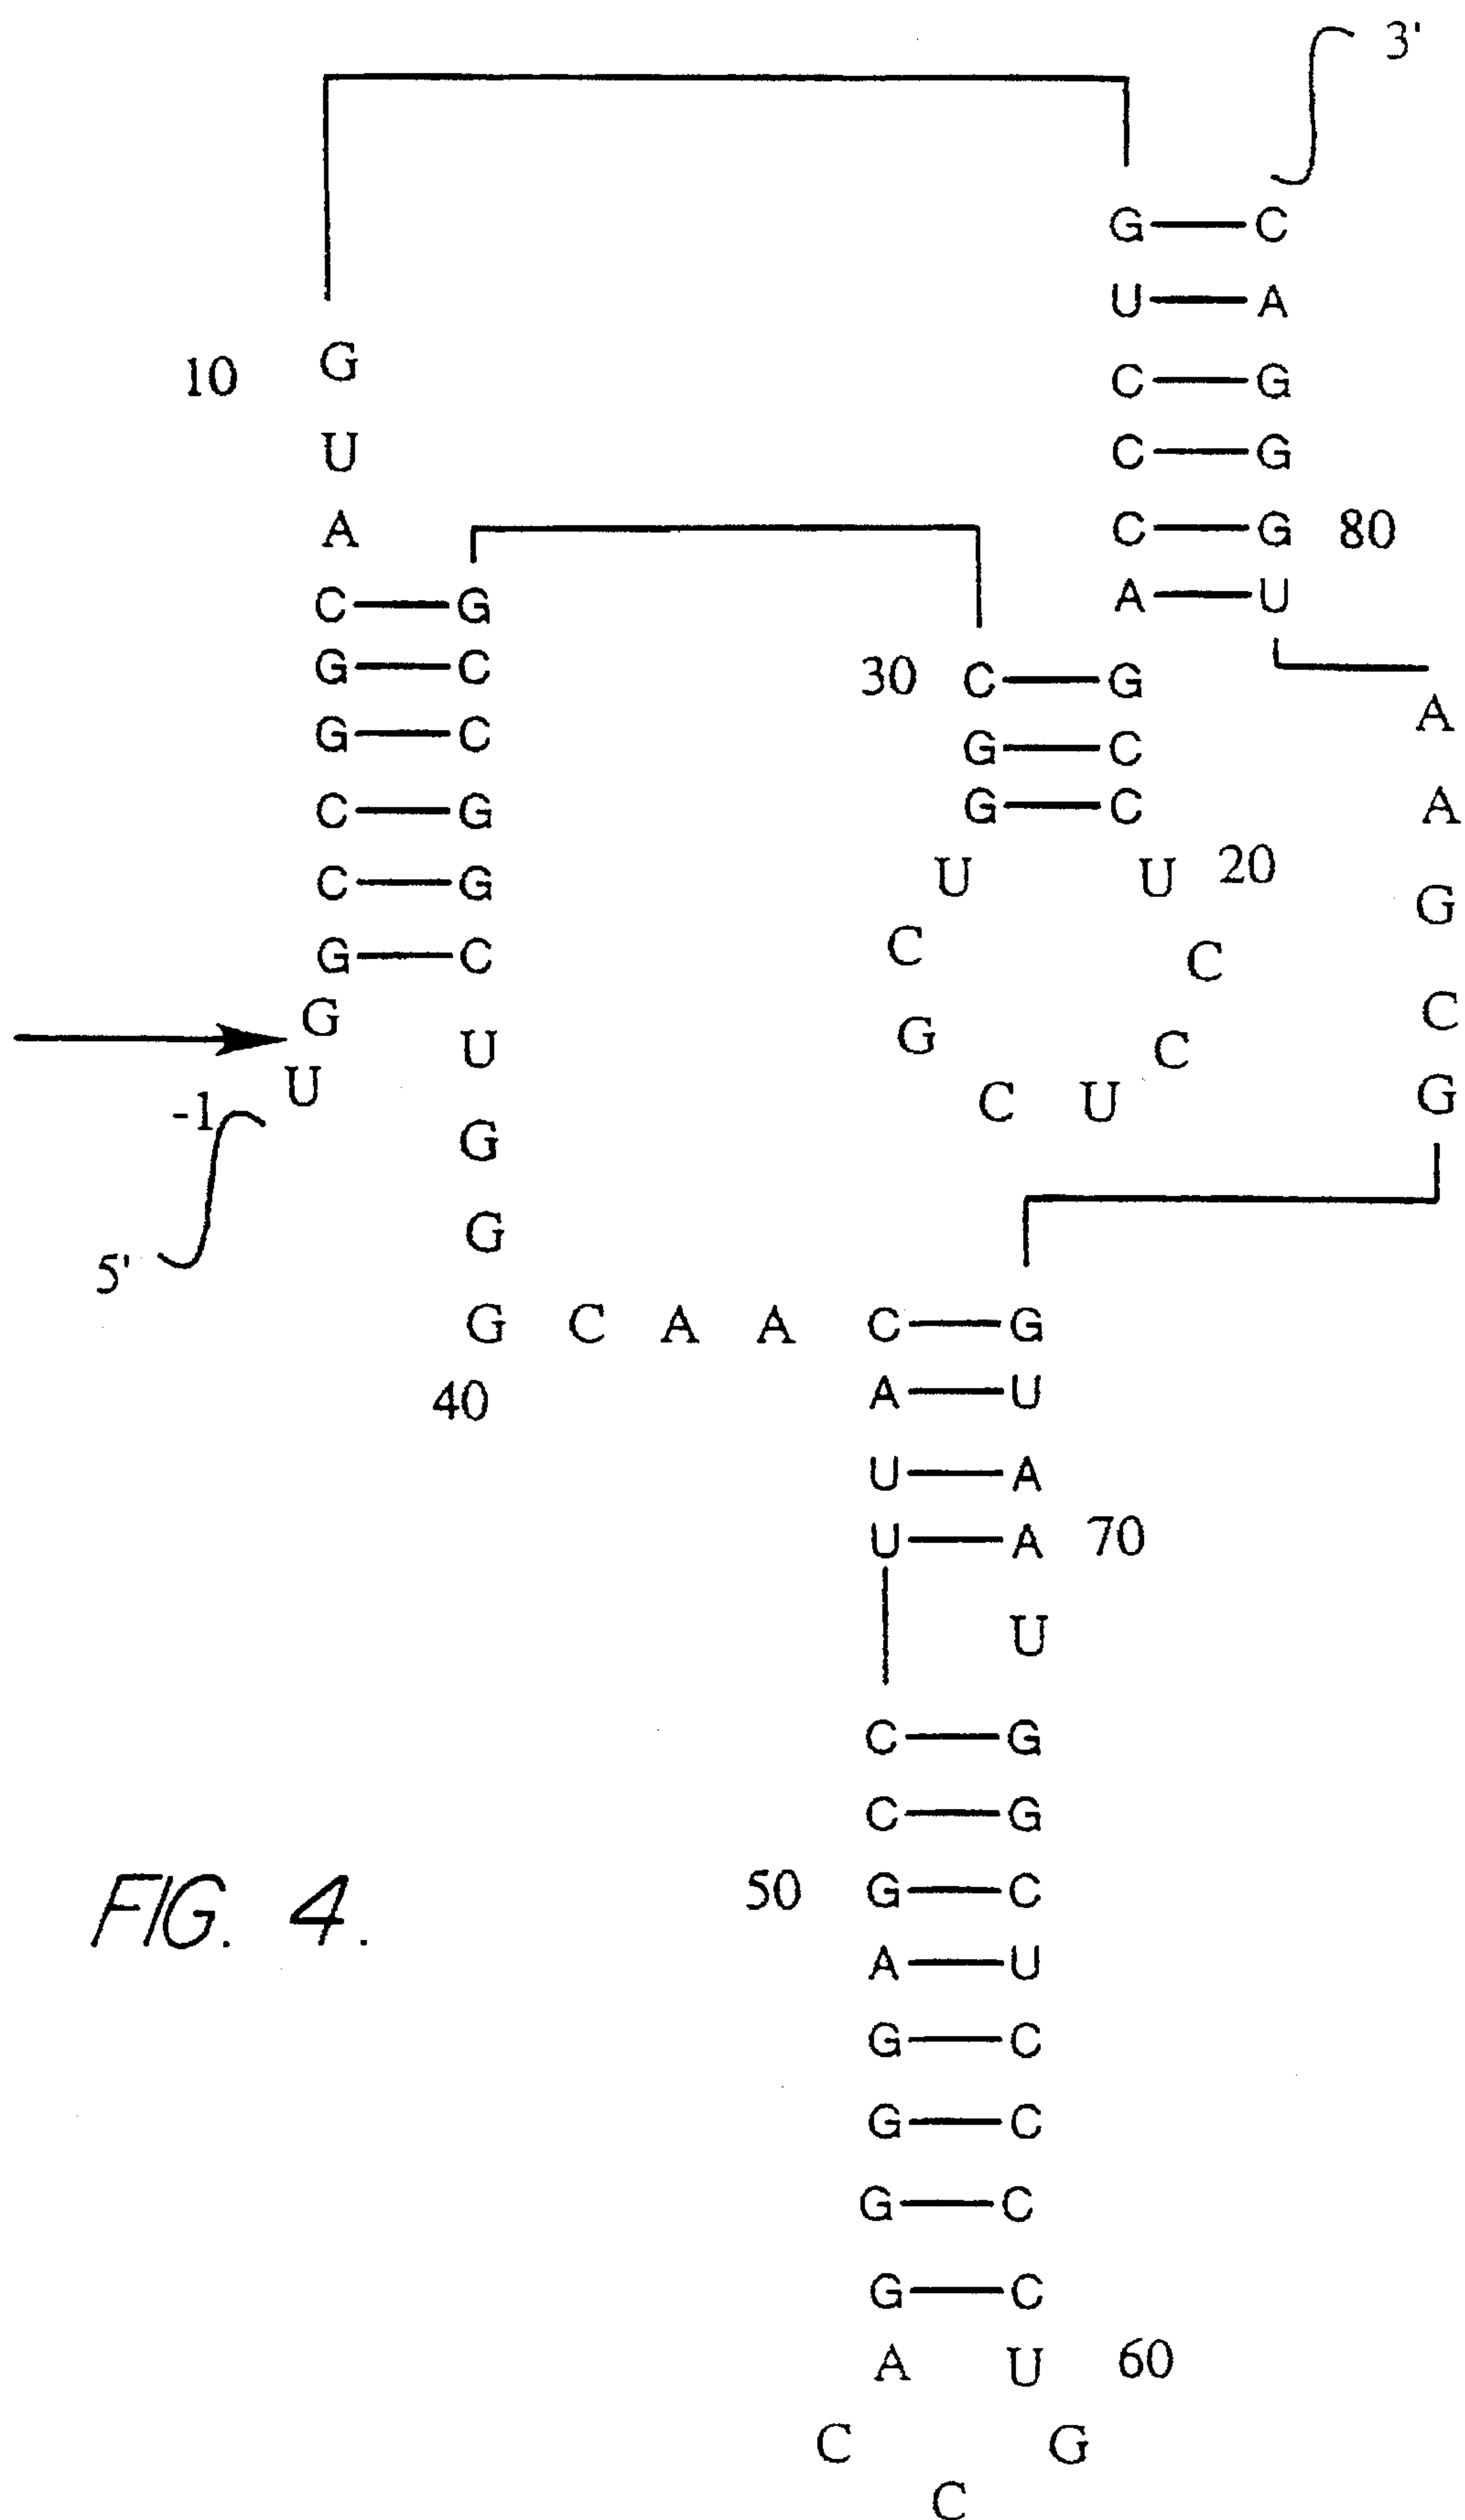 3'
G C
U A
10 G C G
U C G
A C G 80
C G A U
G C 30 C G A
G C G C A
C G G C
C G U U 20 G
G C C C
G U G C C
U C U G
-1 G
5' G
G C A A C G
40 A U
U A
U A 70
U
C G
C G
FIG. 4. 50 G C
A U
G C
G C
G C
G C
A U 60
C G
C